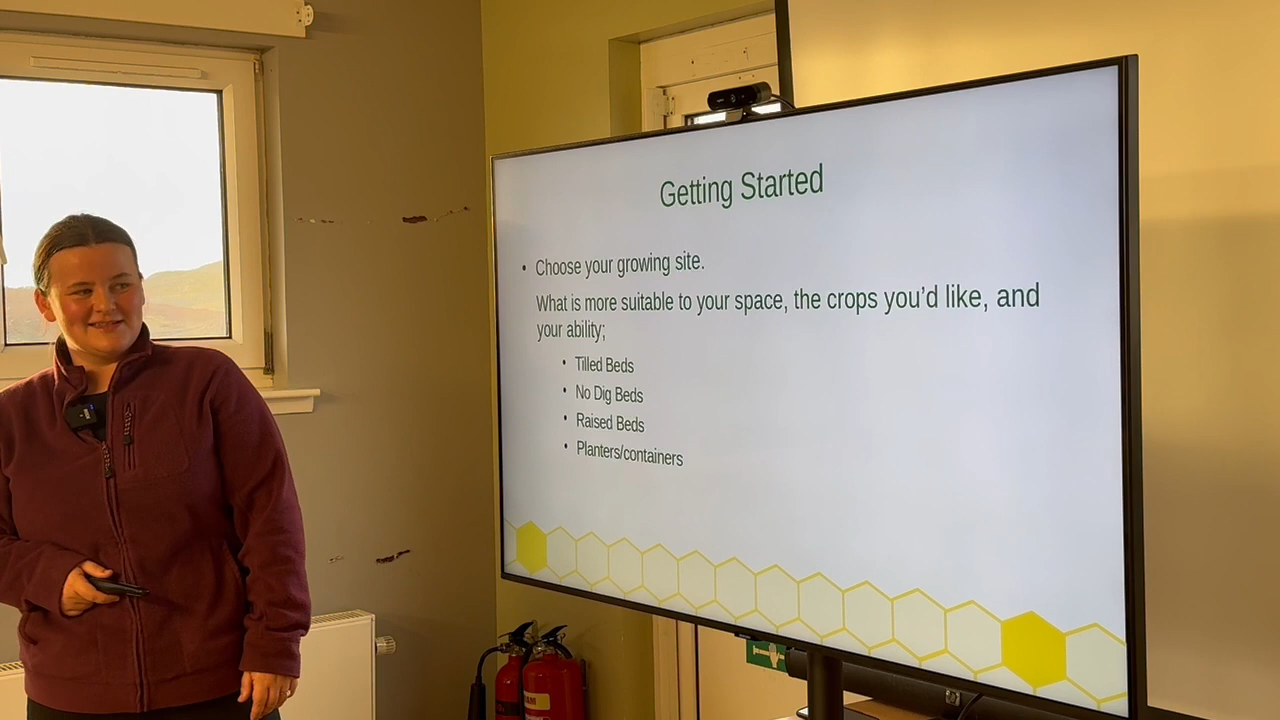 Getting Started
• Choose your growing site.
What is more suitable to your space, the crops you’d like, and
your ability;
• Tilled Beds
• No Dig Beds
• Raised Beds
• Planters/containers